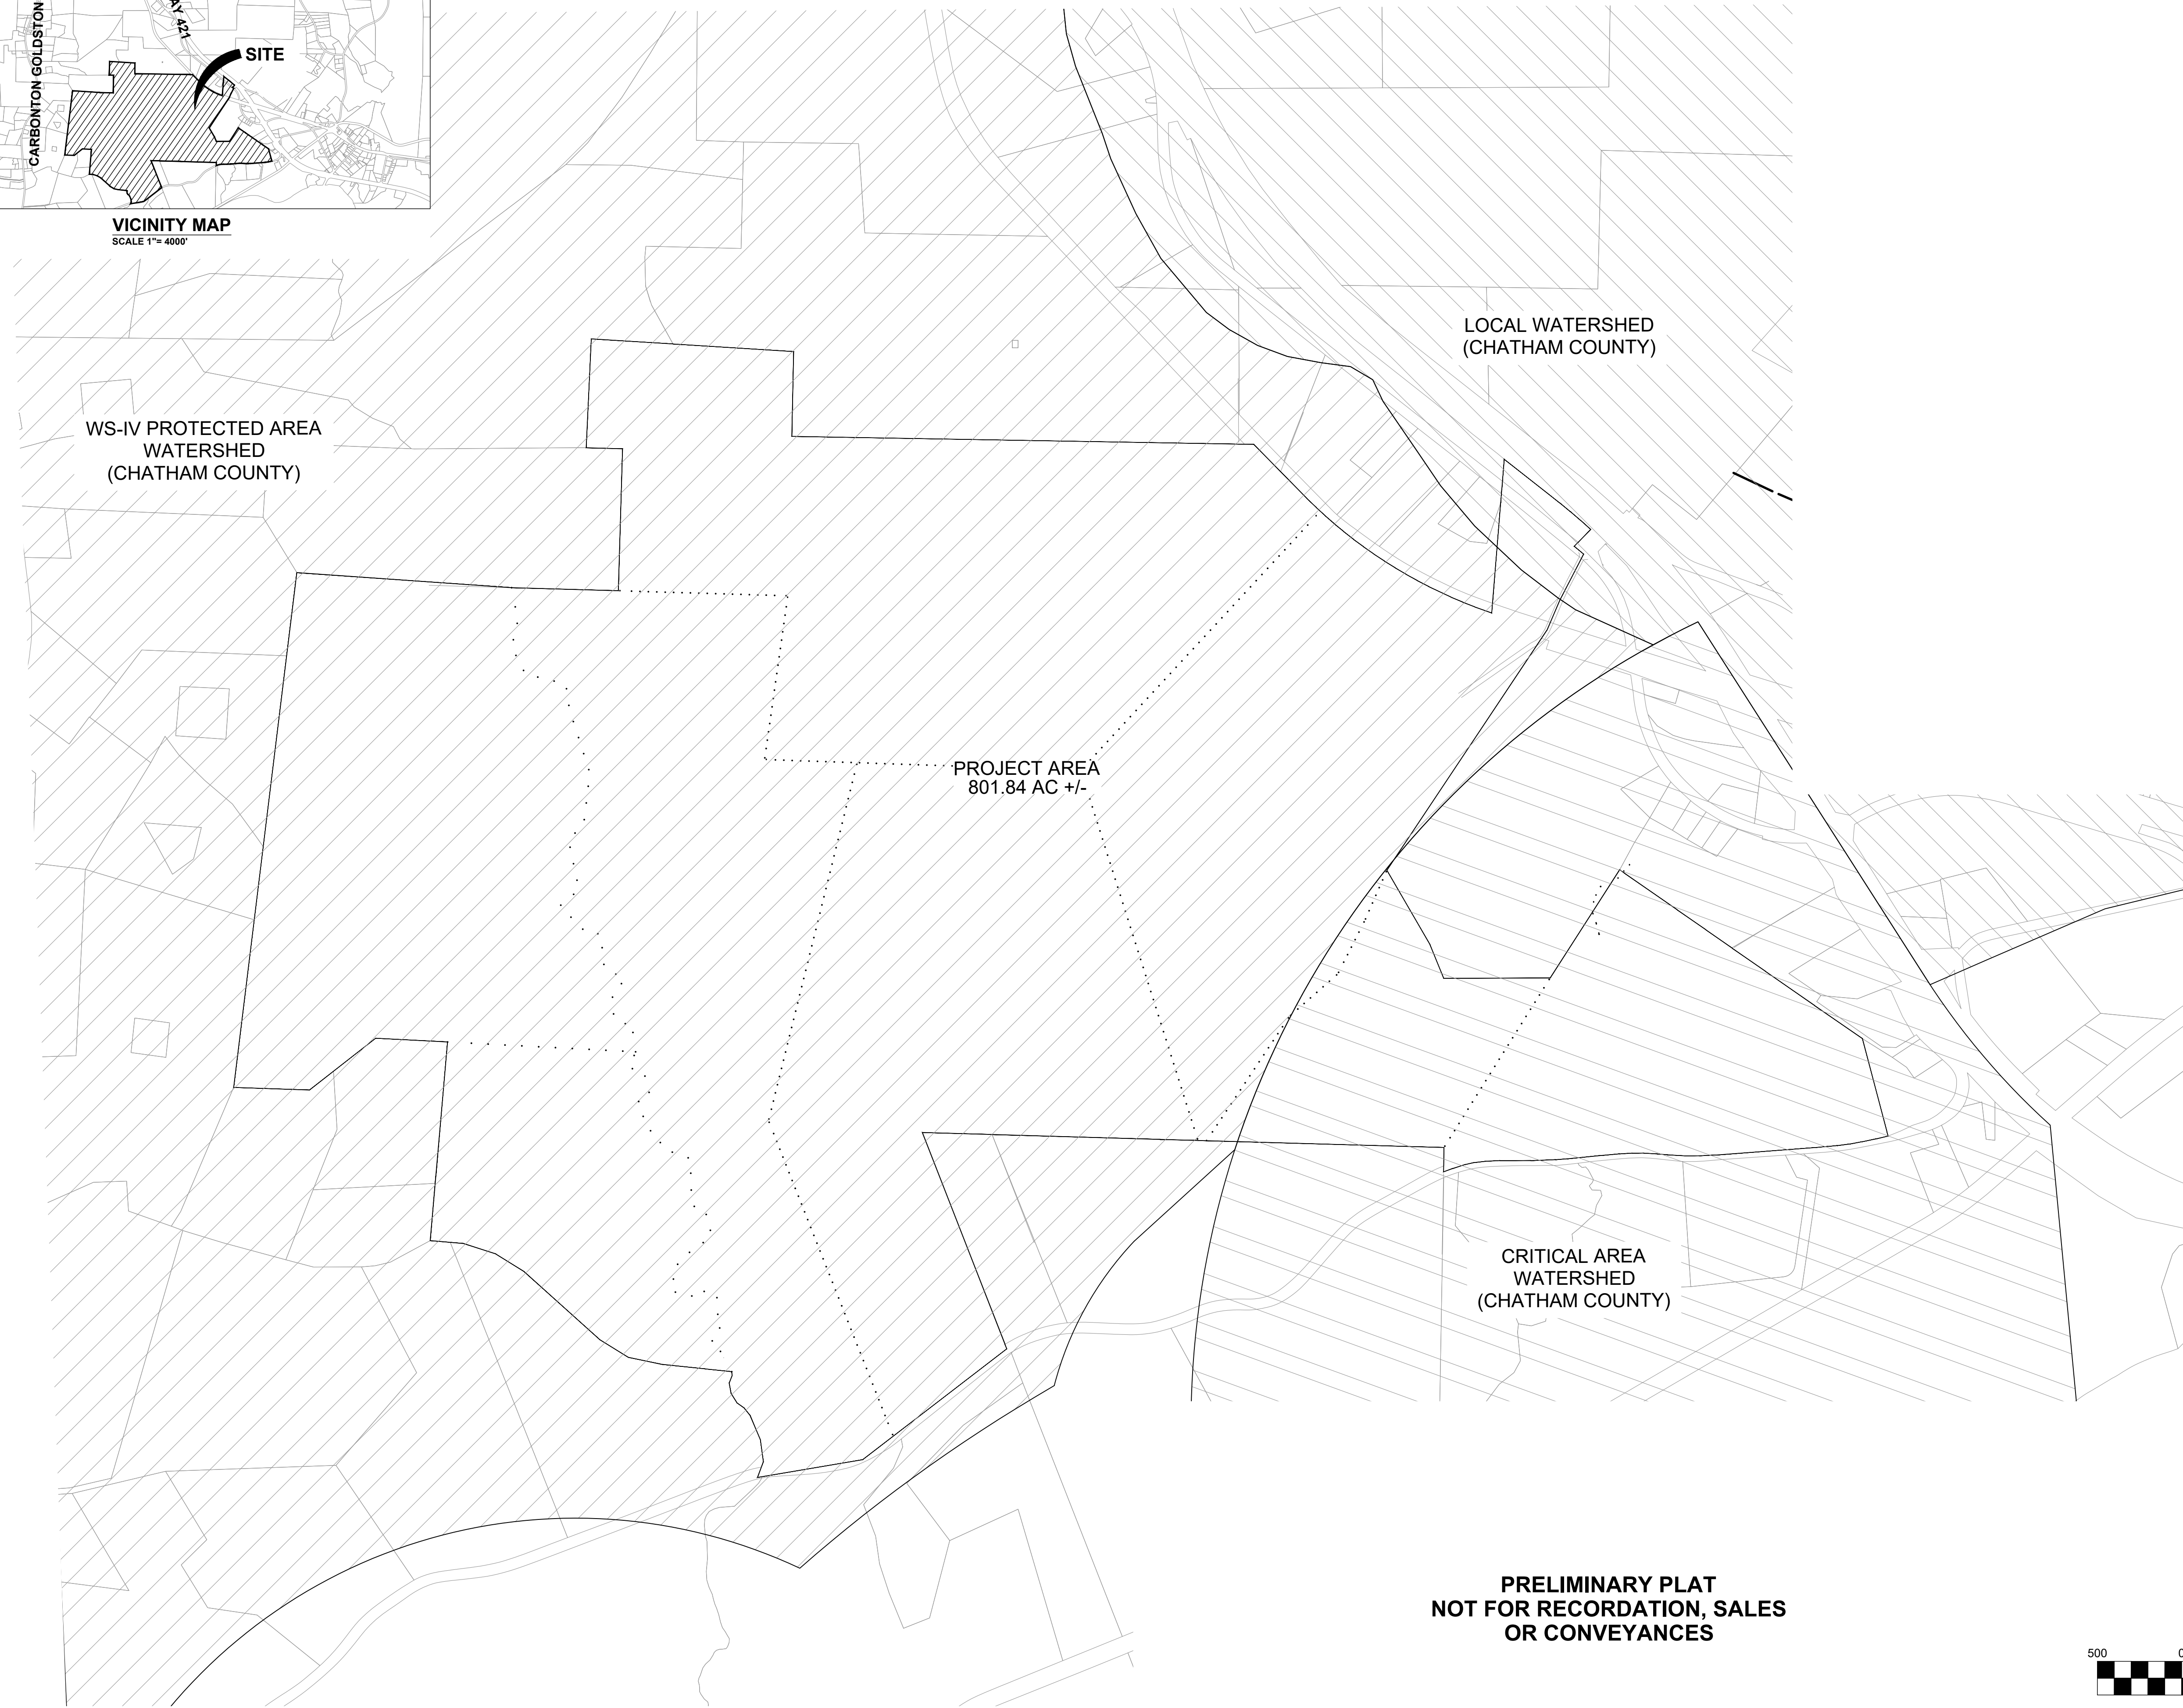 AY 421
SITE
CARBONTON GOLDSTON
VICINITY MAP
SCALE 1"= 4000'
LOCAL WATERSHED
(CHATHAM COUNTY)
WS-IV PROTECTED AREA
WATERSHED
(CHATHAM COUNTY)
PROJECT AREA
801.84 AC +/-
CRITICAL AREA
WATERSHED
(CHATHAM COUNTY)
PRELIMINARY PLAT
NOT FOR RECORDATION, SALES
OR CONVEYANCES
500 0